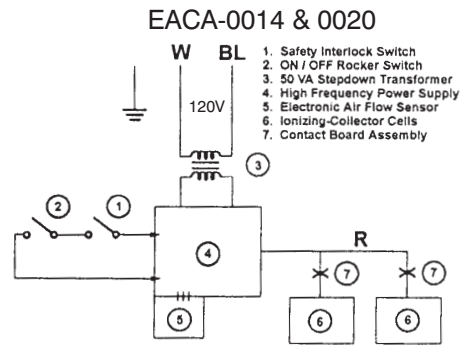 EACA-0014 & 0020
W BL
1. Safety Interlock Switch
2. ON / OFF Rocker Switch
3. 50 VA Stepdown Transformer
4. High Frequency Power Supply
5. Electronic Air Flow Sensor
6. Ionizing-Collector Cells
7. Contact Board Assembly
120V
3
2 1
4
R
7 7
5
6 6